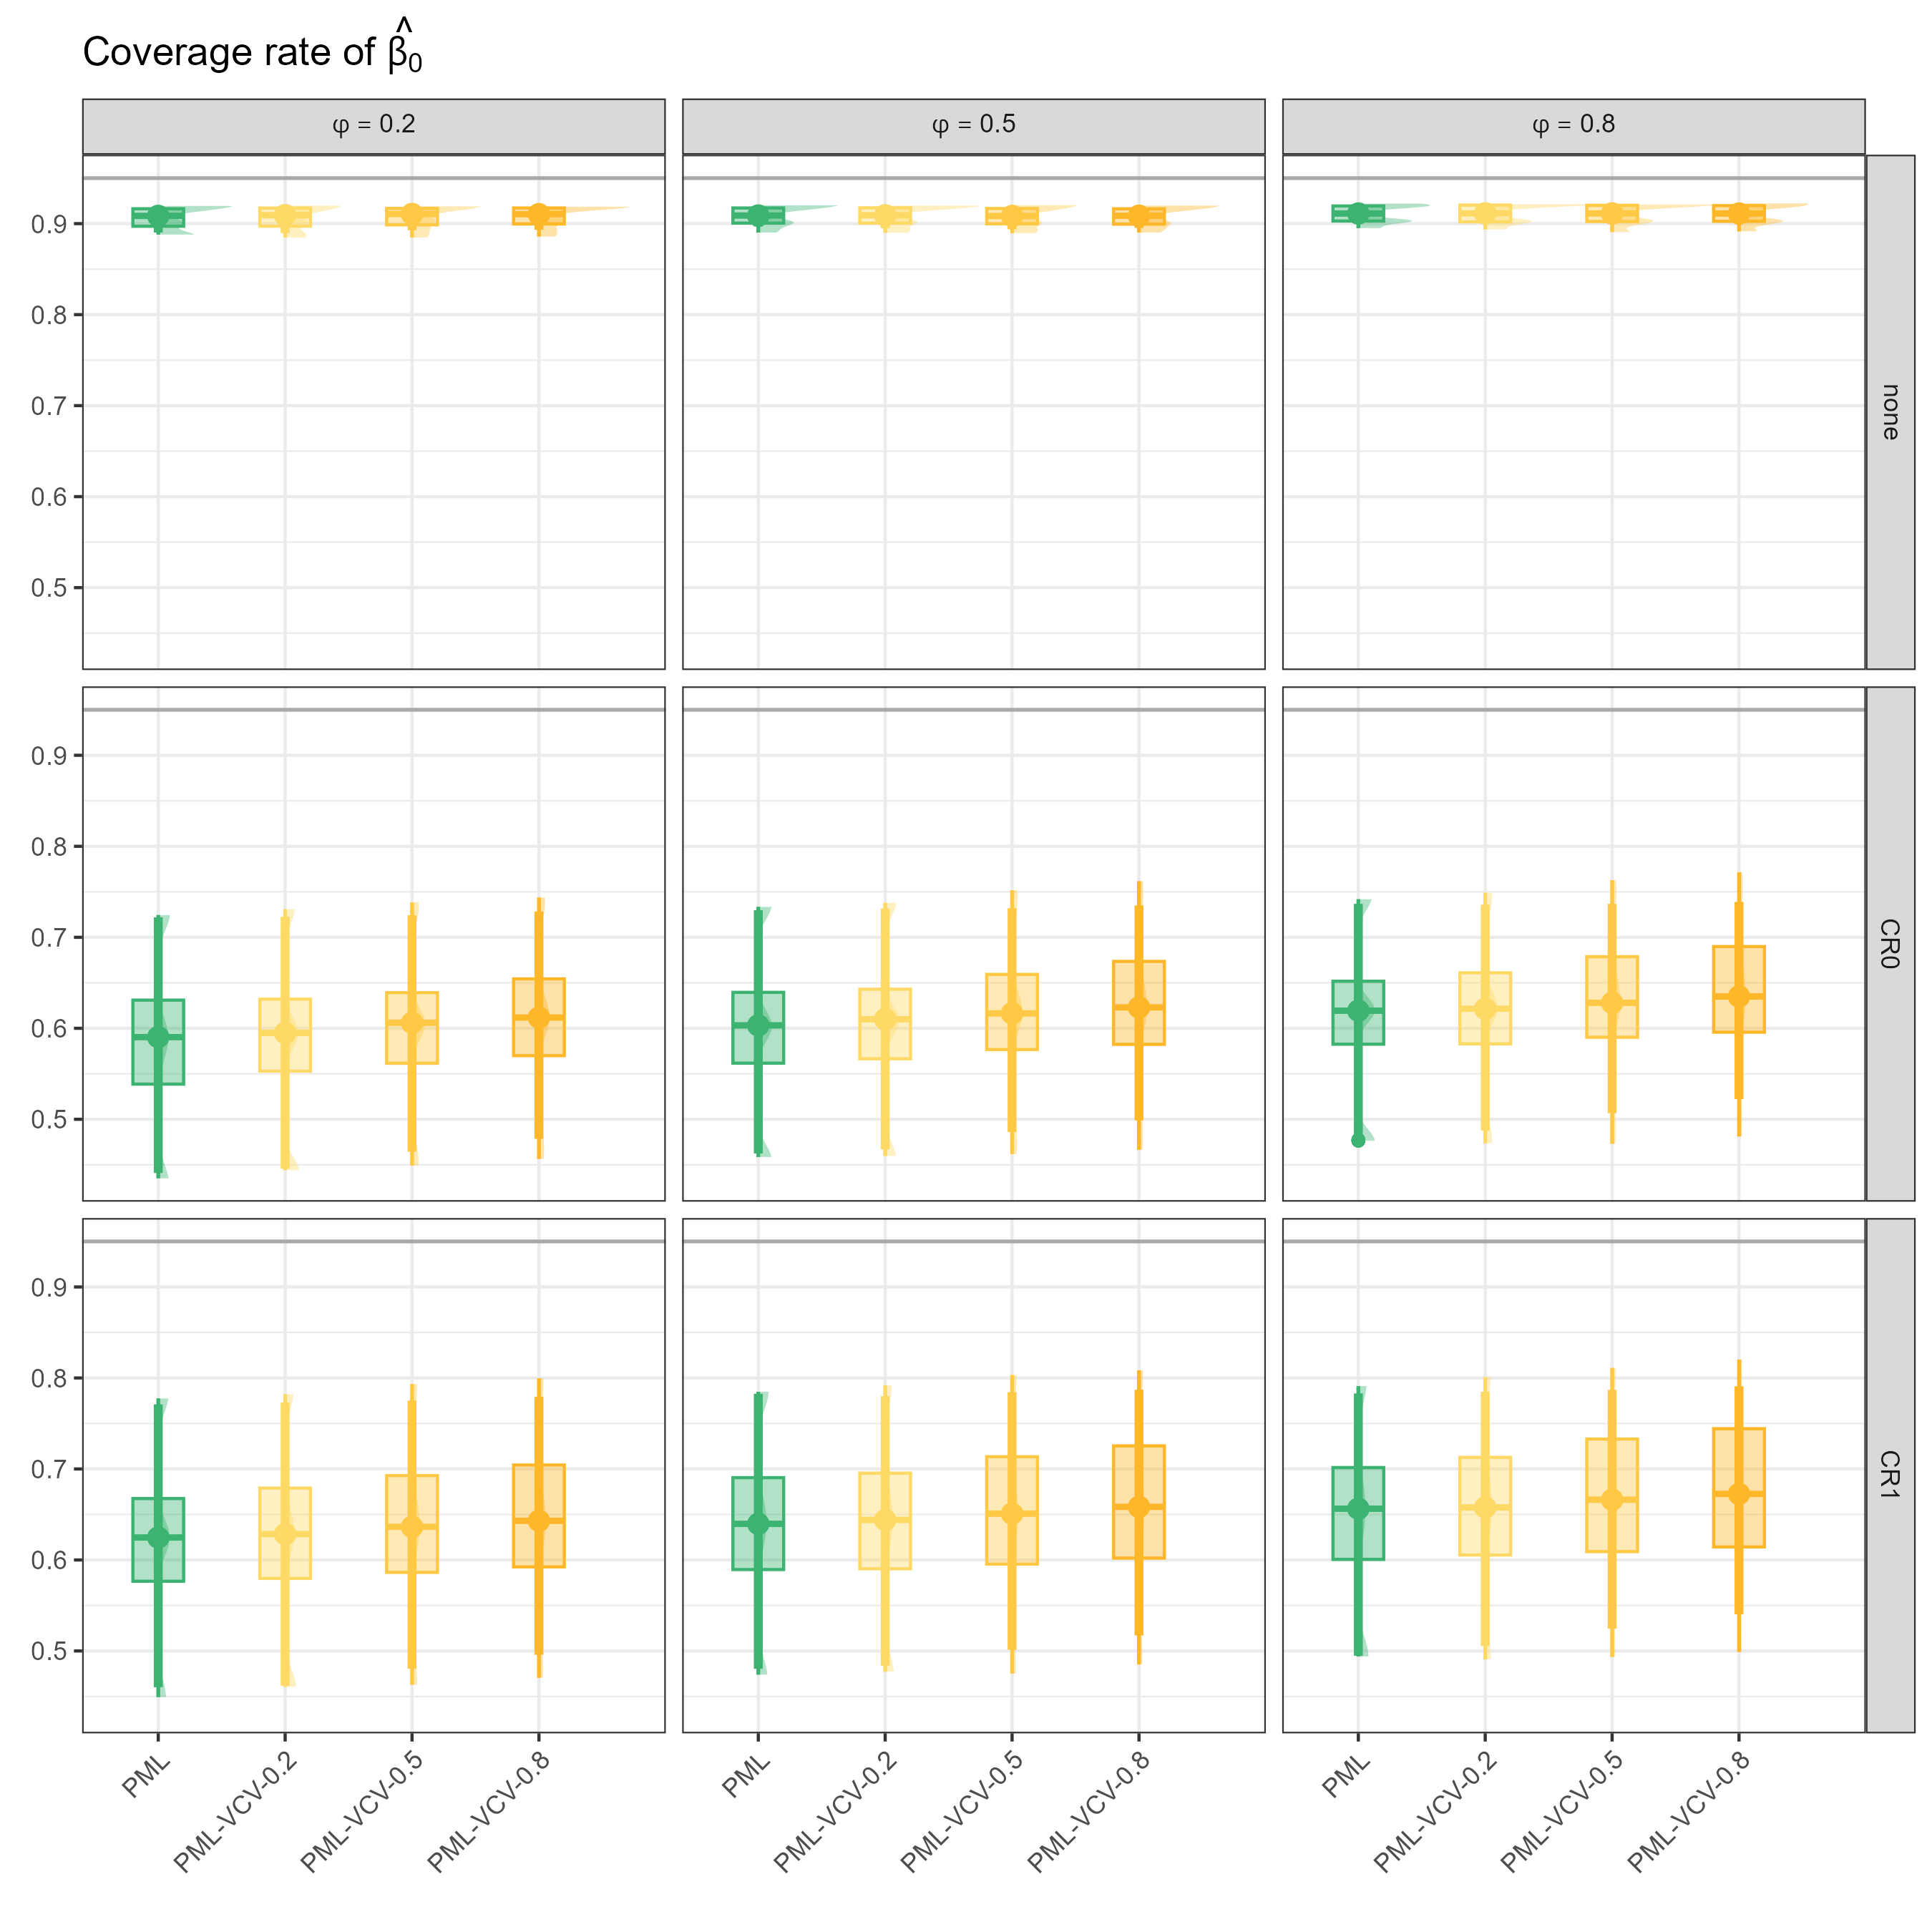 Coverage rate of β̂₀
φ = 0.2
φ = 0.5
φ = 0.8
0.9
0.8
0.7
0.6
0.5
none
0.9
0.8
0.7
0.6
0.5
CR0
0.9
0.8
0.7
0.6
0.5
CR1
PML
PML-VCV-0.2
PML-VCV-0.5
PML-VCV-0.8
PML
PML-VCV-0.2
PML-VCV-0.5
PML-VCV-0.8
PML
PML-VCV-0.2
PML-VCV-0.5
PML-VCV-0.8